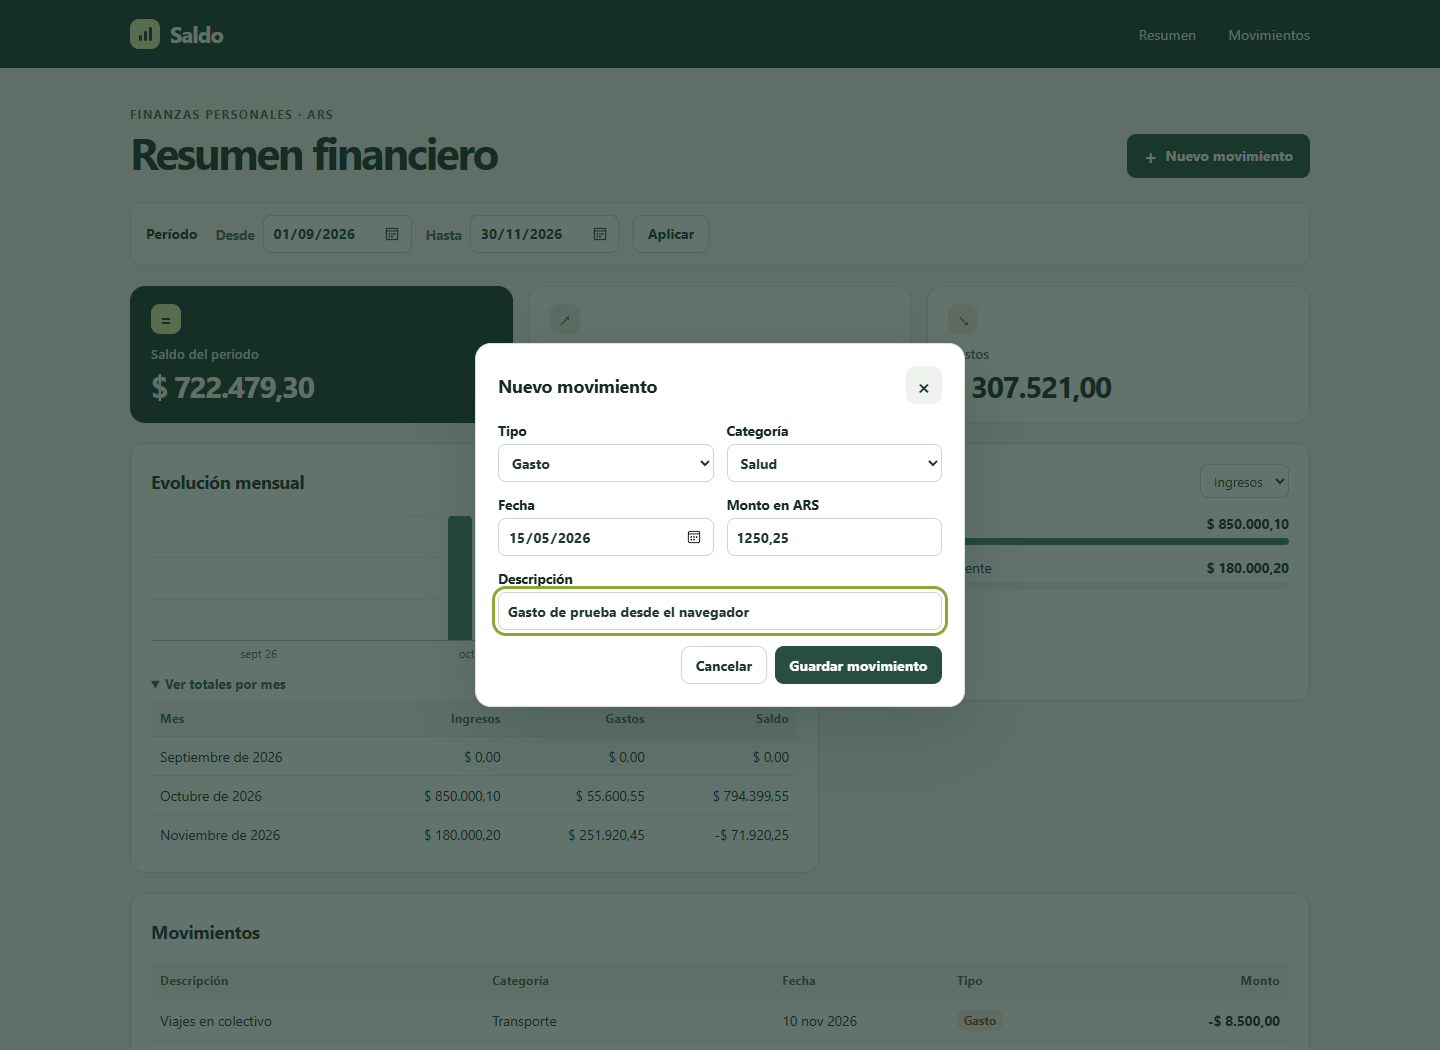 Saldo
Resumen Movimientos
FINANZAS PERSONALES · ARS
Resumen financiero
+ Nuevo movimiento
Período Desde 01/09/2026 Hasta 30/11/2026 Aplicar
=
↗
↘
Saldo del período
$ 722.479,30
stos
307.521,00
Nuevo movimiento
×
Tipo Categoría
Gasto Salud
Fecha Monto en ARS
15/05/2026 1250,25
Descripción
Gasto de prueba desde el navegador
Cancelar Guardar movimiento
Evolución mensual
sept 26 oct
Ingresos
$ 850.000,10
ente $ 180.000,20
▼ Ver totales por mes
Mes Ingresos Gastos Saldo
Septiembre de 2026 $ 0,00 $ 0,00 $ 0,00
Octubre de 2026 $ 850.000,10 $ 55.600,55 $ 794.399,55
Noviembre de 2026 $ 180.000,20 $ 251.920,45 -$ 71.920,25
Movimientos
Descripción Categoría Fecha Tipo Monto
Viajes en colectivo Transporte 10 nov 2026 Gasto -$ 8.500,00